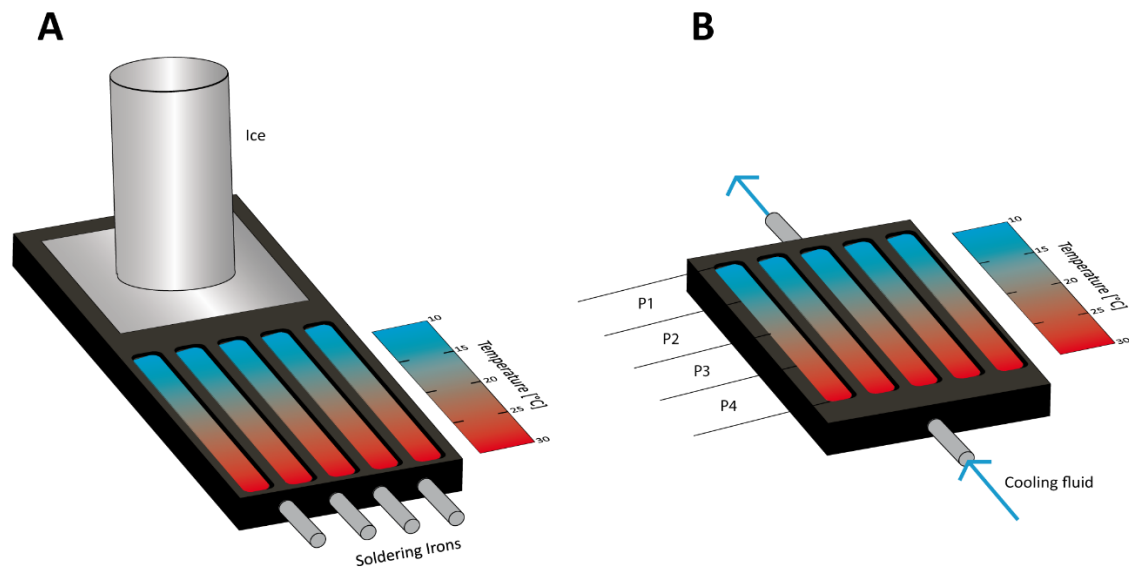 A
Ice
10
15
20
25
30
Temperature [°C]
Soldering Irons
B
P1
P2
P3
P4
10
15
20
25
30
Temperature [°C]
Cooling fluid